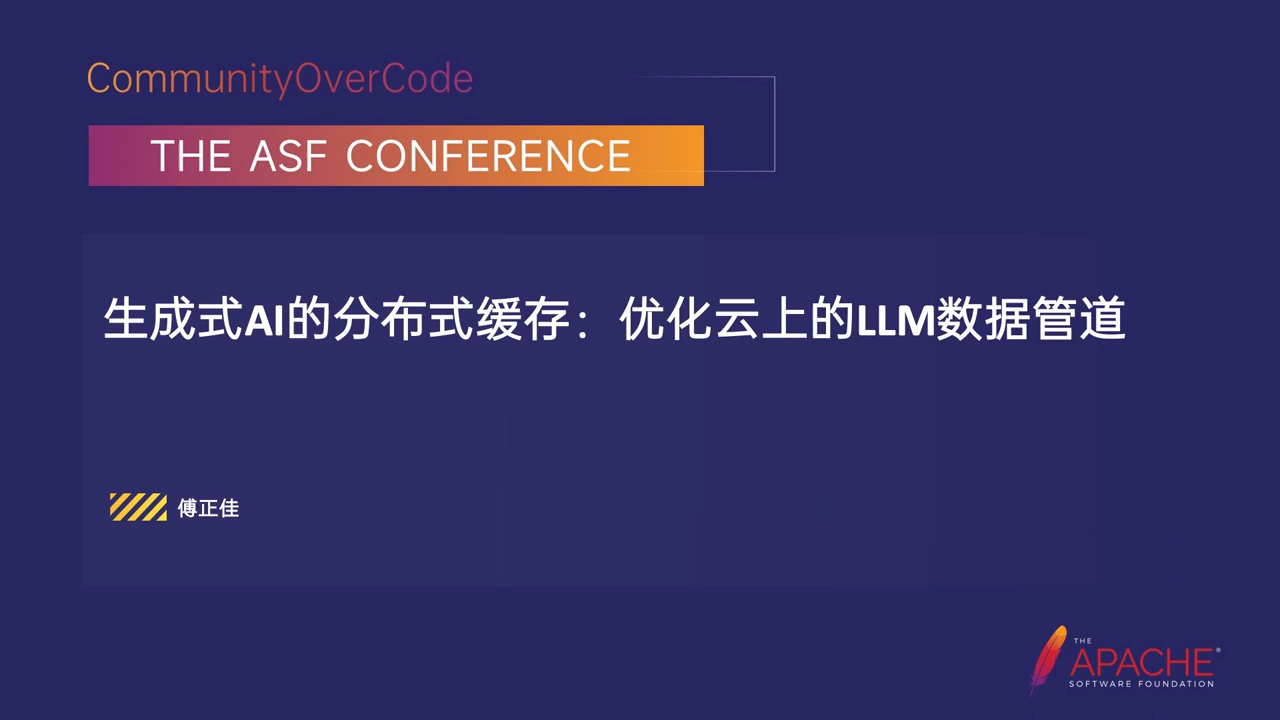 CommunityOverCode
THE ASF CONFERENCE
生成式AI的分布式缓存：优化云上的LLM数据管道
傅正佳
THE
APACHE®
SOFTWARE FOUNDATION